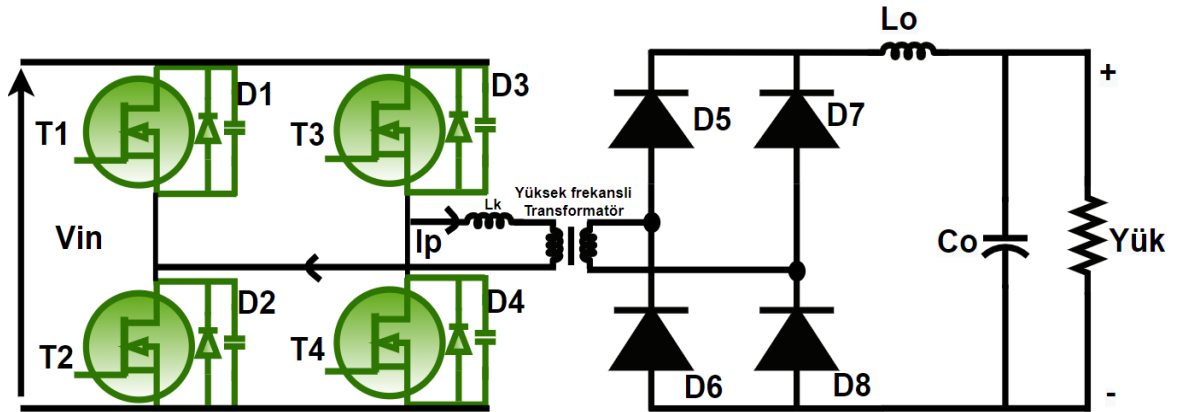 Lo
D1
D3
+
T1
T3
D5
D7
Yüksek frekansli
Transformatör
Lk
Vin
Ip
Co
Yük
D2
D4
T2
T4
D6
D8
-